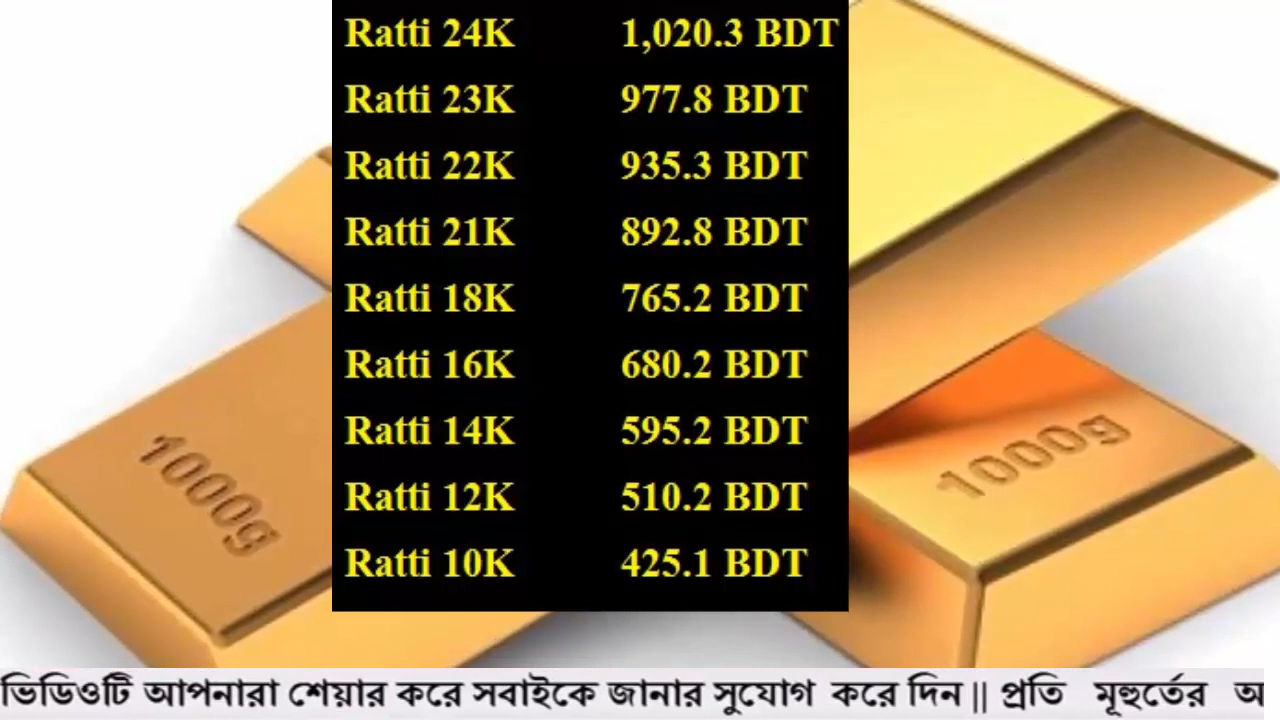 Ratti 24K 1,020.3 BDT
Ratti 23K 977.8 BDT
Ratti 22K 935.3 BDT
Ratti 21K 892.8 BDT
Ratti 18K 765.2 BDT
Ratti 16K 680.2 BDT
Ratti 14K 595.2 BDT
Ratti 12K 510.2 BDT
Ratti 10K 425.1 BDT
1000g
1000g
ভিডিওটি আপনারা শেয়ার করে সবাইকে জানার সুযোগ করে দিন || প্রতি মূহুর্তের